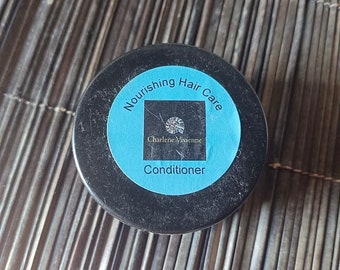 Nourishing Hair Care
Charlene Vivienne
Conditioner